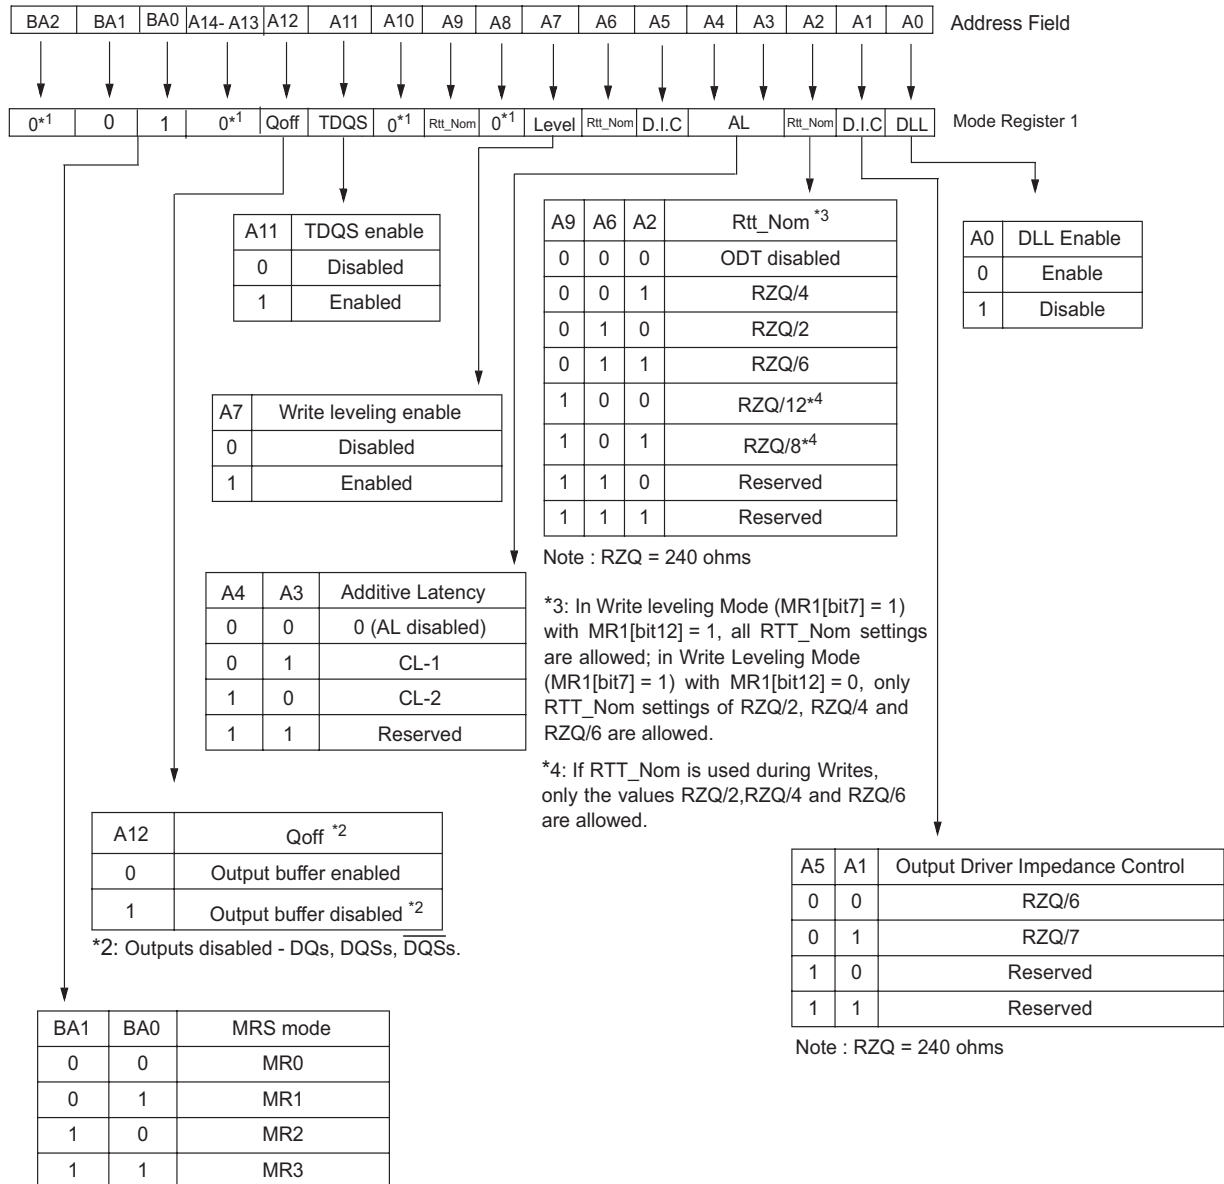 BA2 BA1 BA0 A14- A13 A12 A11 A10 A9 A8 A7 A6 A5 A4 A3 A2 A1 A0 Address Field
0*1 0 1 0*1 Qoff TDQS 0*1 Rtt_Nom 0*1 Level Rtt_Nom D.I.C AL Rtt_Nom D.I.C DLL Mode Register 1
A11 TDQS enable
0 Disabled
1 Enabled
A9 A6 A2 Rtt_Nom *3
0 0 0 ODT disabled
0 0 1 RZQ/4
0 1 0 RZQ/2
0 1 1 RZQ/6
1 0 0 RZQ/12*4
1 0 1 RZQ/8*4
1 1 0 Reserved
1 1 1 Reserved
Note : RZQ = 240 ohms
*3: In Write leveling Mode (MR1[bit7] = 1)
with MR1[bit12] = 1, all RTT_Nom settings
are allowed; in Write Leveling Mode
(MR1[bit7] = 1) with MR1[bit12] = 0, only
RTT_Nom settings of RZQ/2, RZQ/4 and
RZQ/6 are allowed.
*4: If RTT_Nom is used during Writes,
only the values RZQ/2,RZQ/4 and RZQ/6
are allowed.
A0 DLL Enable
0 Enable
1 Disable
A7 Write leveling enable
0 Disabled
1 Enabled
A4 A3 Additive Latency
0 0 0 (AL disabled)
0 1 CL-1
1 0 CL-2
1 1 Reserved
A12 Qoff *2
0 Output buffer enabled
1 Output buffer disabled *2
*2: Outputs disabled - DQs, DQSs, D̅Q̅S̅s.
A5 A1 Output Driver Impedance Control
0 0 RZQ/6
0 1 RZQ/7
1 0 Reserved
1 1 Reserved
Note : RZQ = 240 ohms
BA1 BA0 MRS mode
0 0 MR0
0 1 MR1
1 0 MR2
1 1 MR3